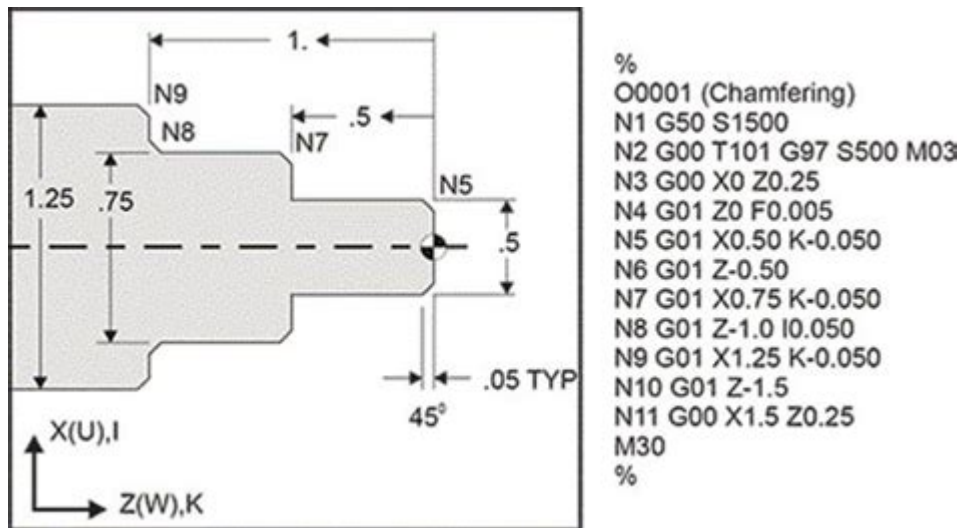 1.
N9
.5
N8
N7
N5
1.25
.75
.5
.05 TYP
45°
X(U),I
Z(W),K
%
O0001 (Chamfering)
N1 G50 S1500
N2 G00 T101 G97 S500 M03
N3 G00 X0 Z0.25
N4 G01 Z0 F0.005
N5 G01 X0.50 K-0.050
N6 G01 Z-0.50
N7 G01 X0.75 K-0.050
N8 G01 Z-1.0 I0.050
N9 G01 X1.25 K-0.050
N10 G01 Z-1.5
N11 G00 X1.5 Z0.25
M30
%